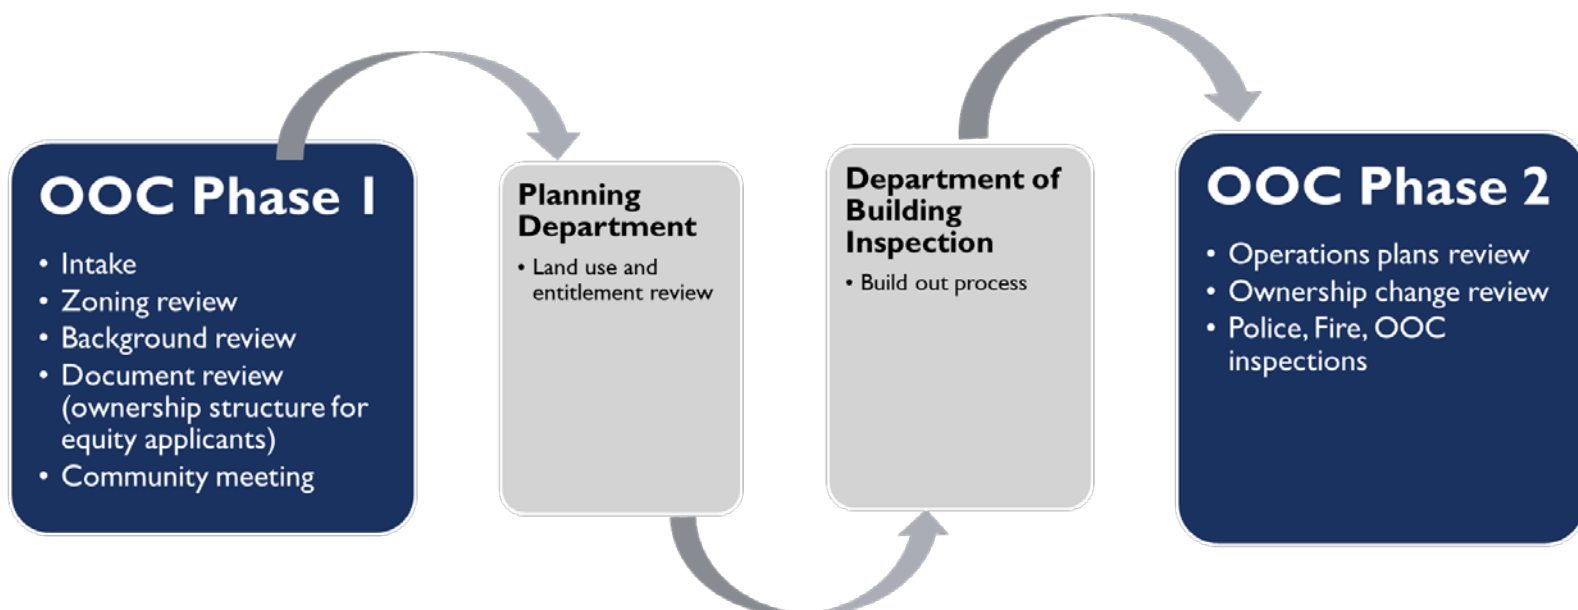 OOC Phase 1
• Intake
• Zoning review
• Background review
• Document review
(ownership structure for
equity applicants)
• Community meeting
Planning
Department
• Land use and
entitlement review
Department of
Building
Inspection
• Build out process
OOC Phase 2
• Operations plans review
• Ownership change review
• Police, Fire, OOC
inspections